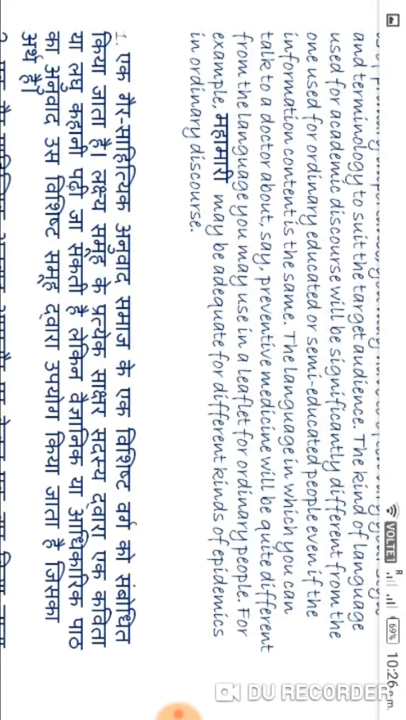 and terminology to suit the target audience. The kind of language
used for academic discourse will be significantly different from the
one used for ordinary educated or semi-educated people even if the
information content is the same. The language in which you can
talk to a doctor about, say, preventive medicine will be quite different
from the language you may use in a leaflet for ordinary people. For
example, महामारी may be adequate for different kinds of epidemics
in ordinary discourse.
1. एक गैर-साहित्यिक अनुवाद समाज के एक विशिष्ट वर्ग को संबोधित
किया जाता है। लक्ष्य समूह के प्रत्येक साक्षर सदस्य द्वारा एक कविता
या लघु कहानी पढ़ी जा सकती है लेकिन वैज्ञानिक या आधिकारिक पाठ
का अनुवाद उस विशिष्ट समूह द्वारा उपयोग किया जाता है जिसका
अर्थ है।
VOLTE 69% 10:26 a.m.
DU RECORDER